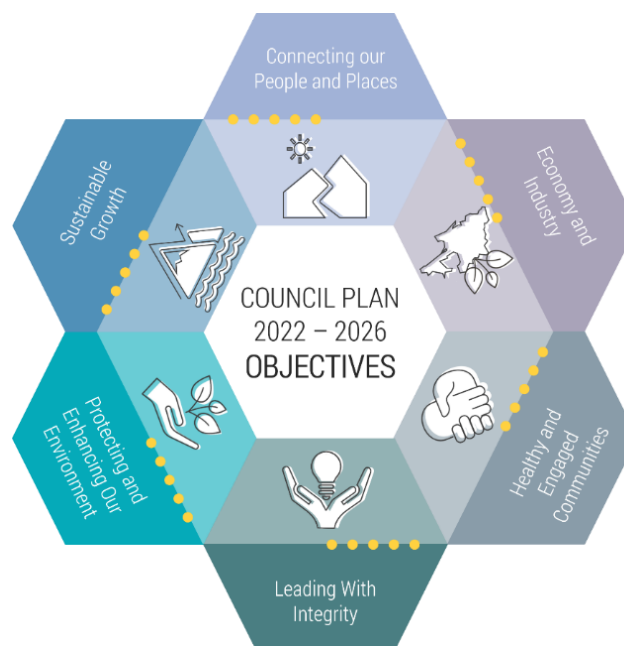 Connecting our
People and Places
Economy and
Industry
Healthy and
Engaged
Communities
Leading With
Integrity
Protecting and
Enhancing Our
Environment
Sustainable
Growth
COUNCIL PLAN
2022 – 2026
OBJECTIVES